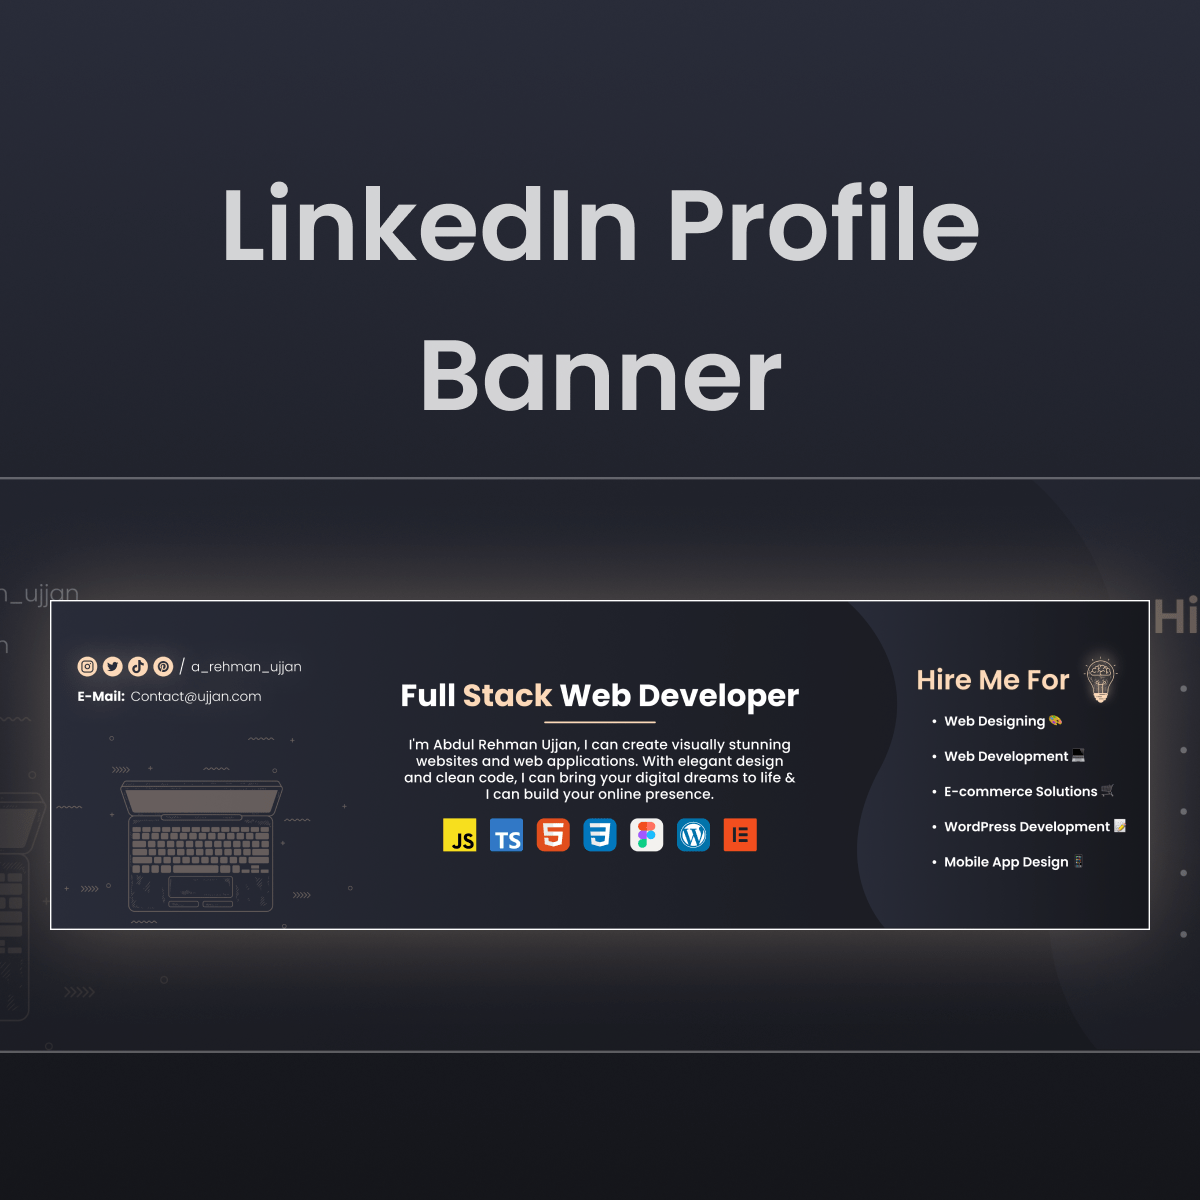 LinkedIn Profile
Banner
n_ujjan
Hi
/ a_rehman_ujjan
E-Mail: Contact@ujjan.com
Full Stack Web Developer
I'm Abdul Rehman Ujjan, I can create visually stunning
websites and web applications. With elegant design
and clean code, I can bring your digital dreams to life &
I can build your online presence.
JS TS 5 3
Hire Me For
• Web Designing 🎨
• Web Development 💻
• E-commerce Solutions 🛒
• WordPress Development 📝
• Mobile App Design 📱